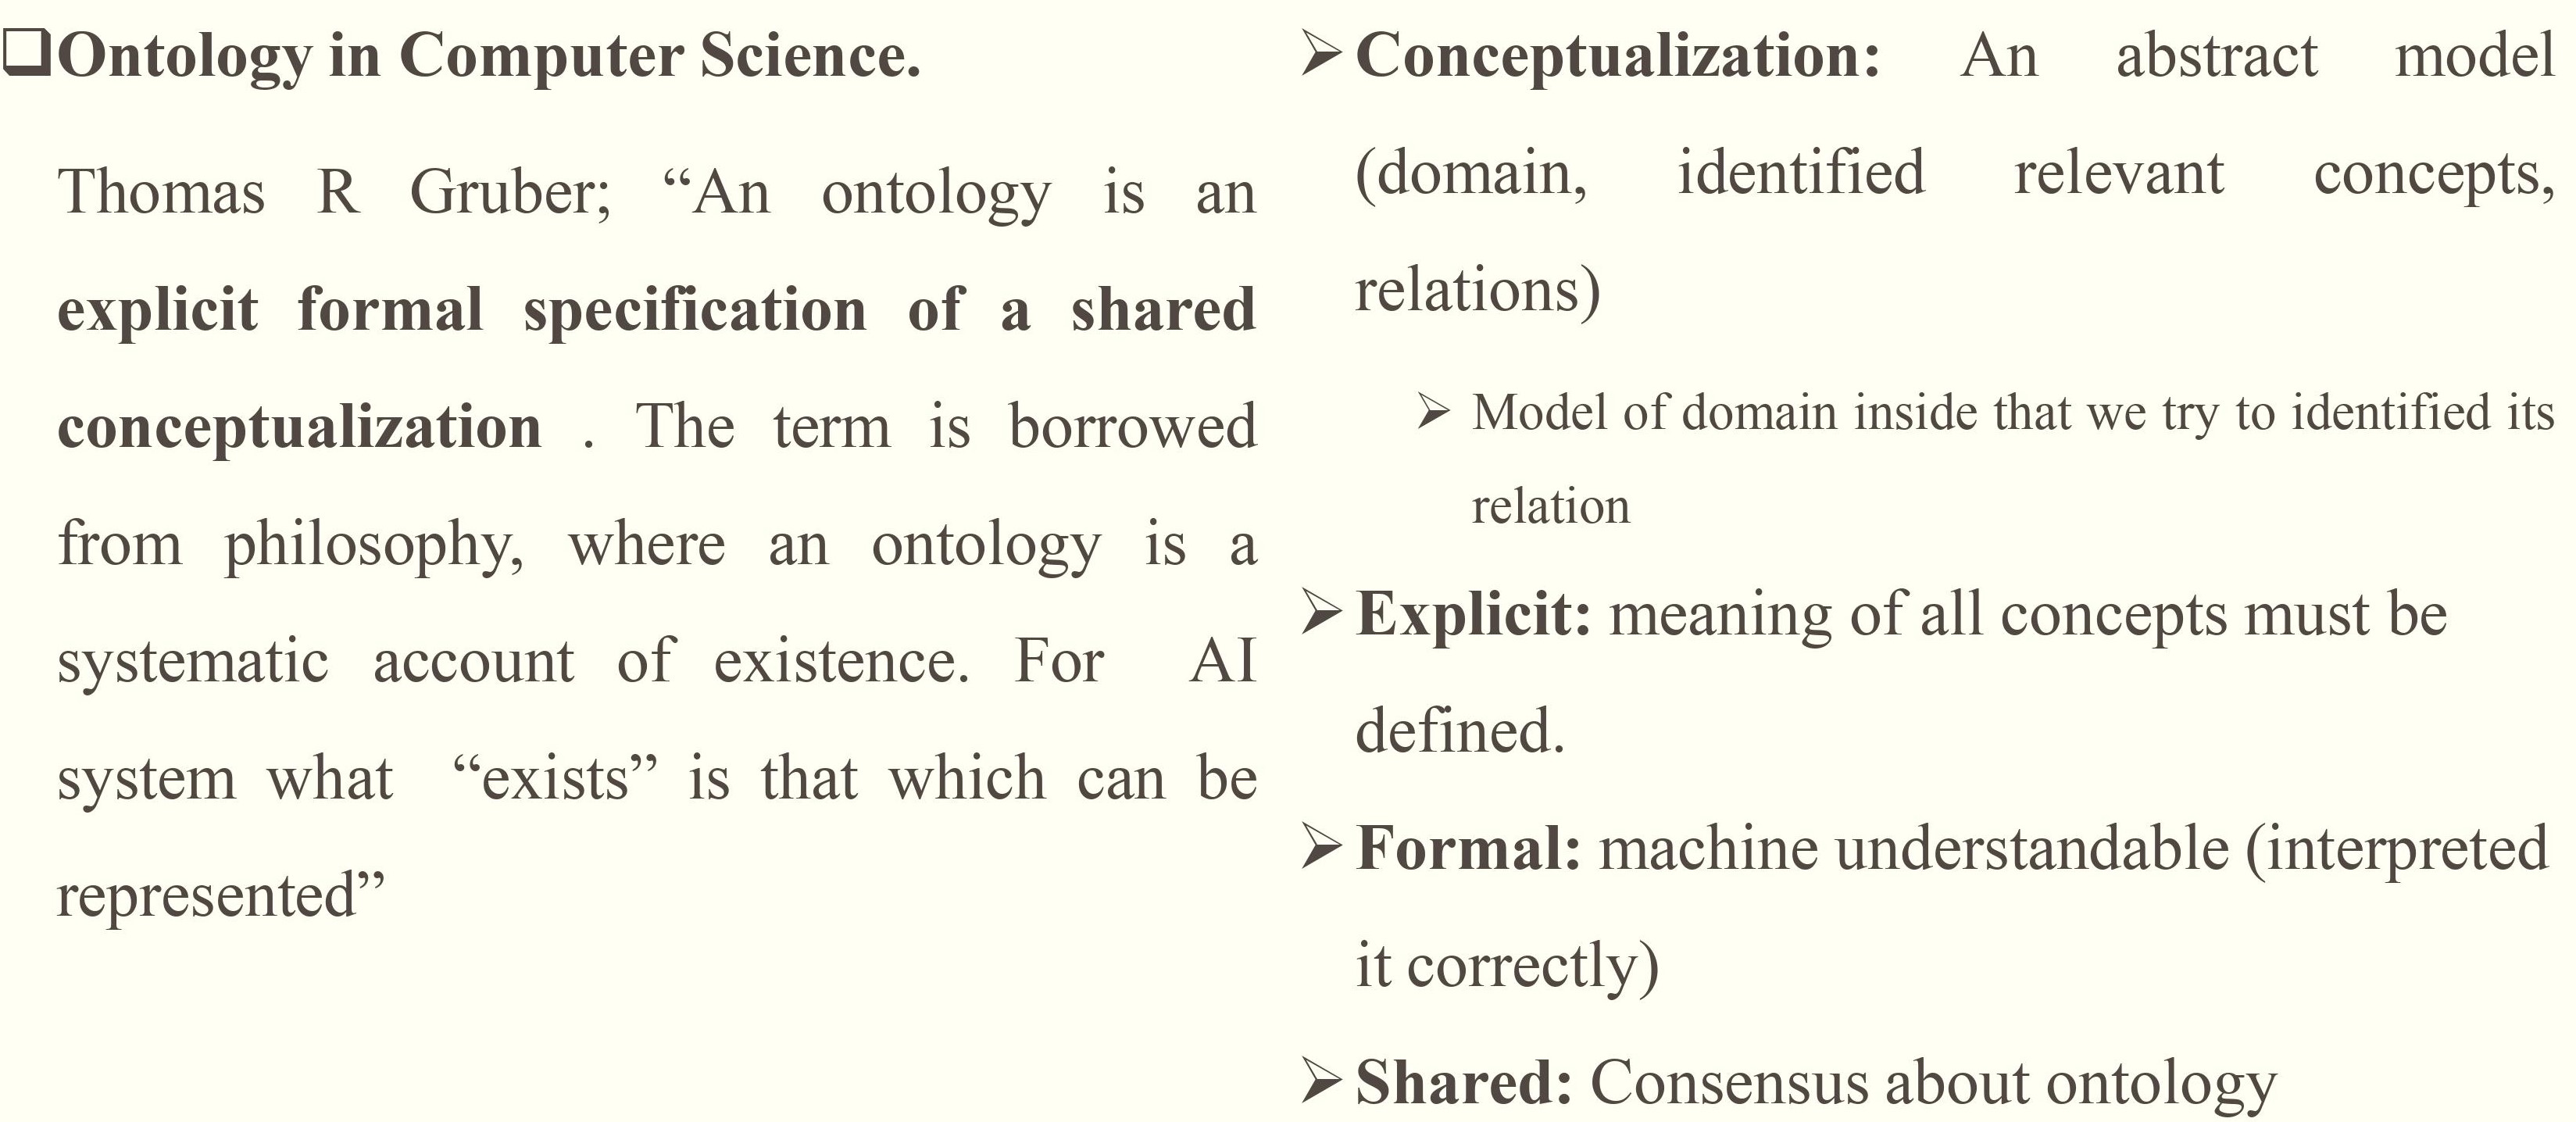 Ontology in Computer Science.
Thomas R Gruber; “An ontology is an
explicit formal specification of a shared
conceptualization . The term is borrowed
from philosophy, where an ontology is a
systematic account of existence. For AI
system what “exists” is that which can be
represented”
Conceptualization: An abstract model
(domain, identified relevant concepts,
relations)
Model of domain inside that we try to identified its
relation
Explicit: meaning of all concepts must be
defined.
Formal: machine understandable (interpreted
it correctly)
Shared: Consensus about ontology